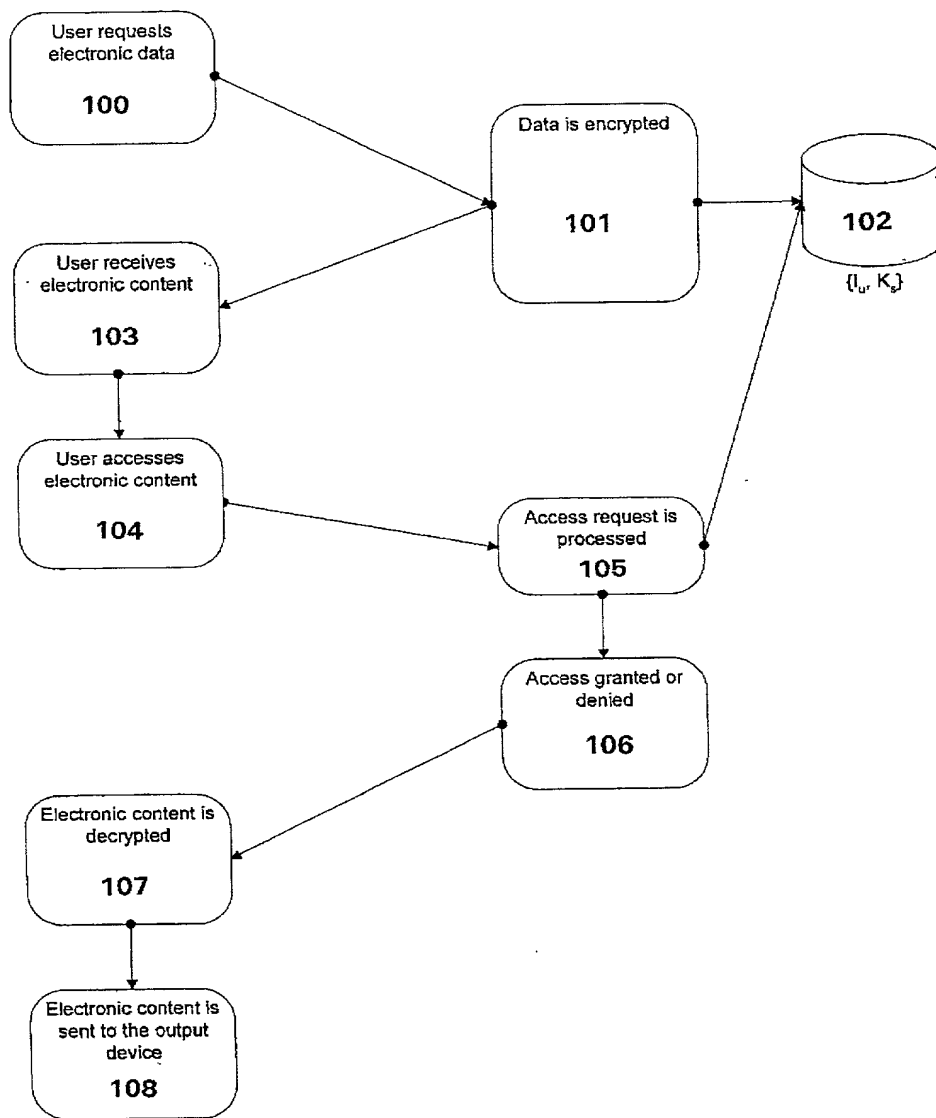 User requests
electronic data
100
Data is encrypted
101
102
{Iᵤ, Kₛ}
User receives
electronic content
103
User accesses
electronic content
104
Access request is
processed
105
Access granted or
denied
106
Electronic content is
decrypted
107
Electronic content is
sent to the output
device
108